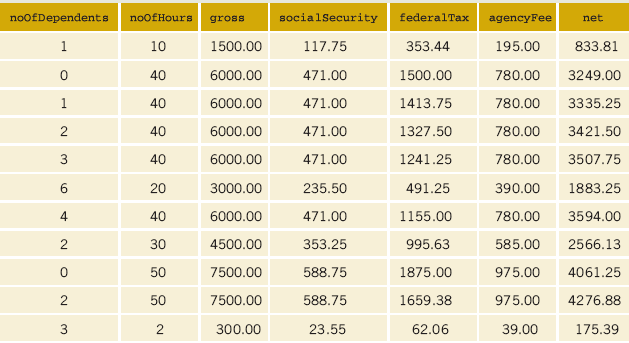 noOfDependents noOfHours gross socialSecurity federalTax agencyFee net
1 10 1500.00 117.75 353.44 195.00 833.81
0 40 6000.00 471.00 1500.00 780.00 3249.00
1 40 6000.00 471.00 1413.75 780.00 3335.25
2 40 6000.00 471.00 1327.50 780.00 3421.50
3 40 6000.00 471.00 1241.25 780.00 3507.75
6 20 3000.00 235.50 491.25 390.00 1883.25
4 40 6000.00 471.00 1155.00 780.00 3594.00
2 30 4500.00 353.25 995.63 585.00 2566.13
0 50 7500.00 588.75 1875.00 975.00 4061.25
2 50 7500.00 588.75 1659.38 975.00 4276.88
3 2 300.00 23.55 62.06 39.00 175.39